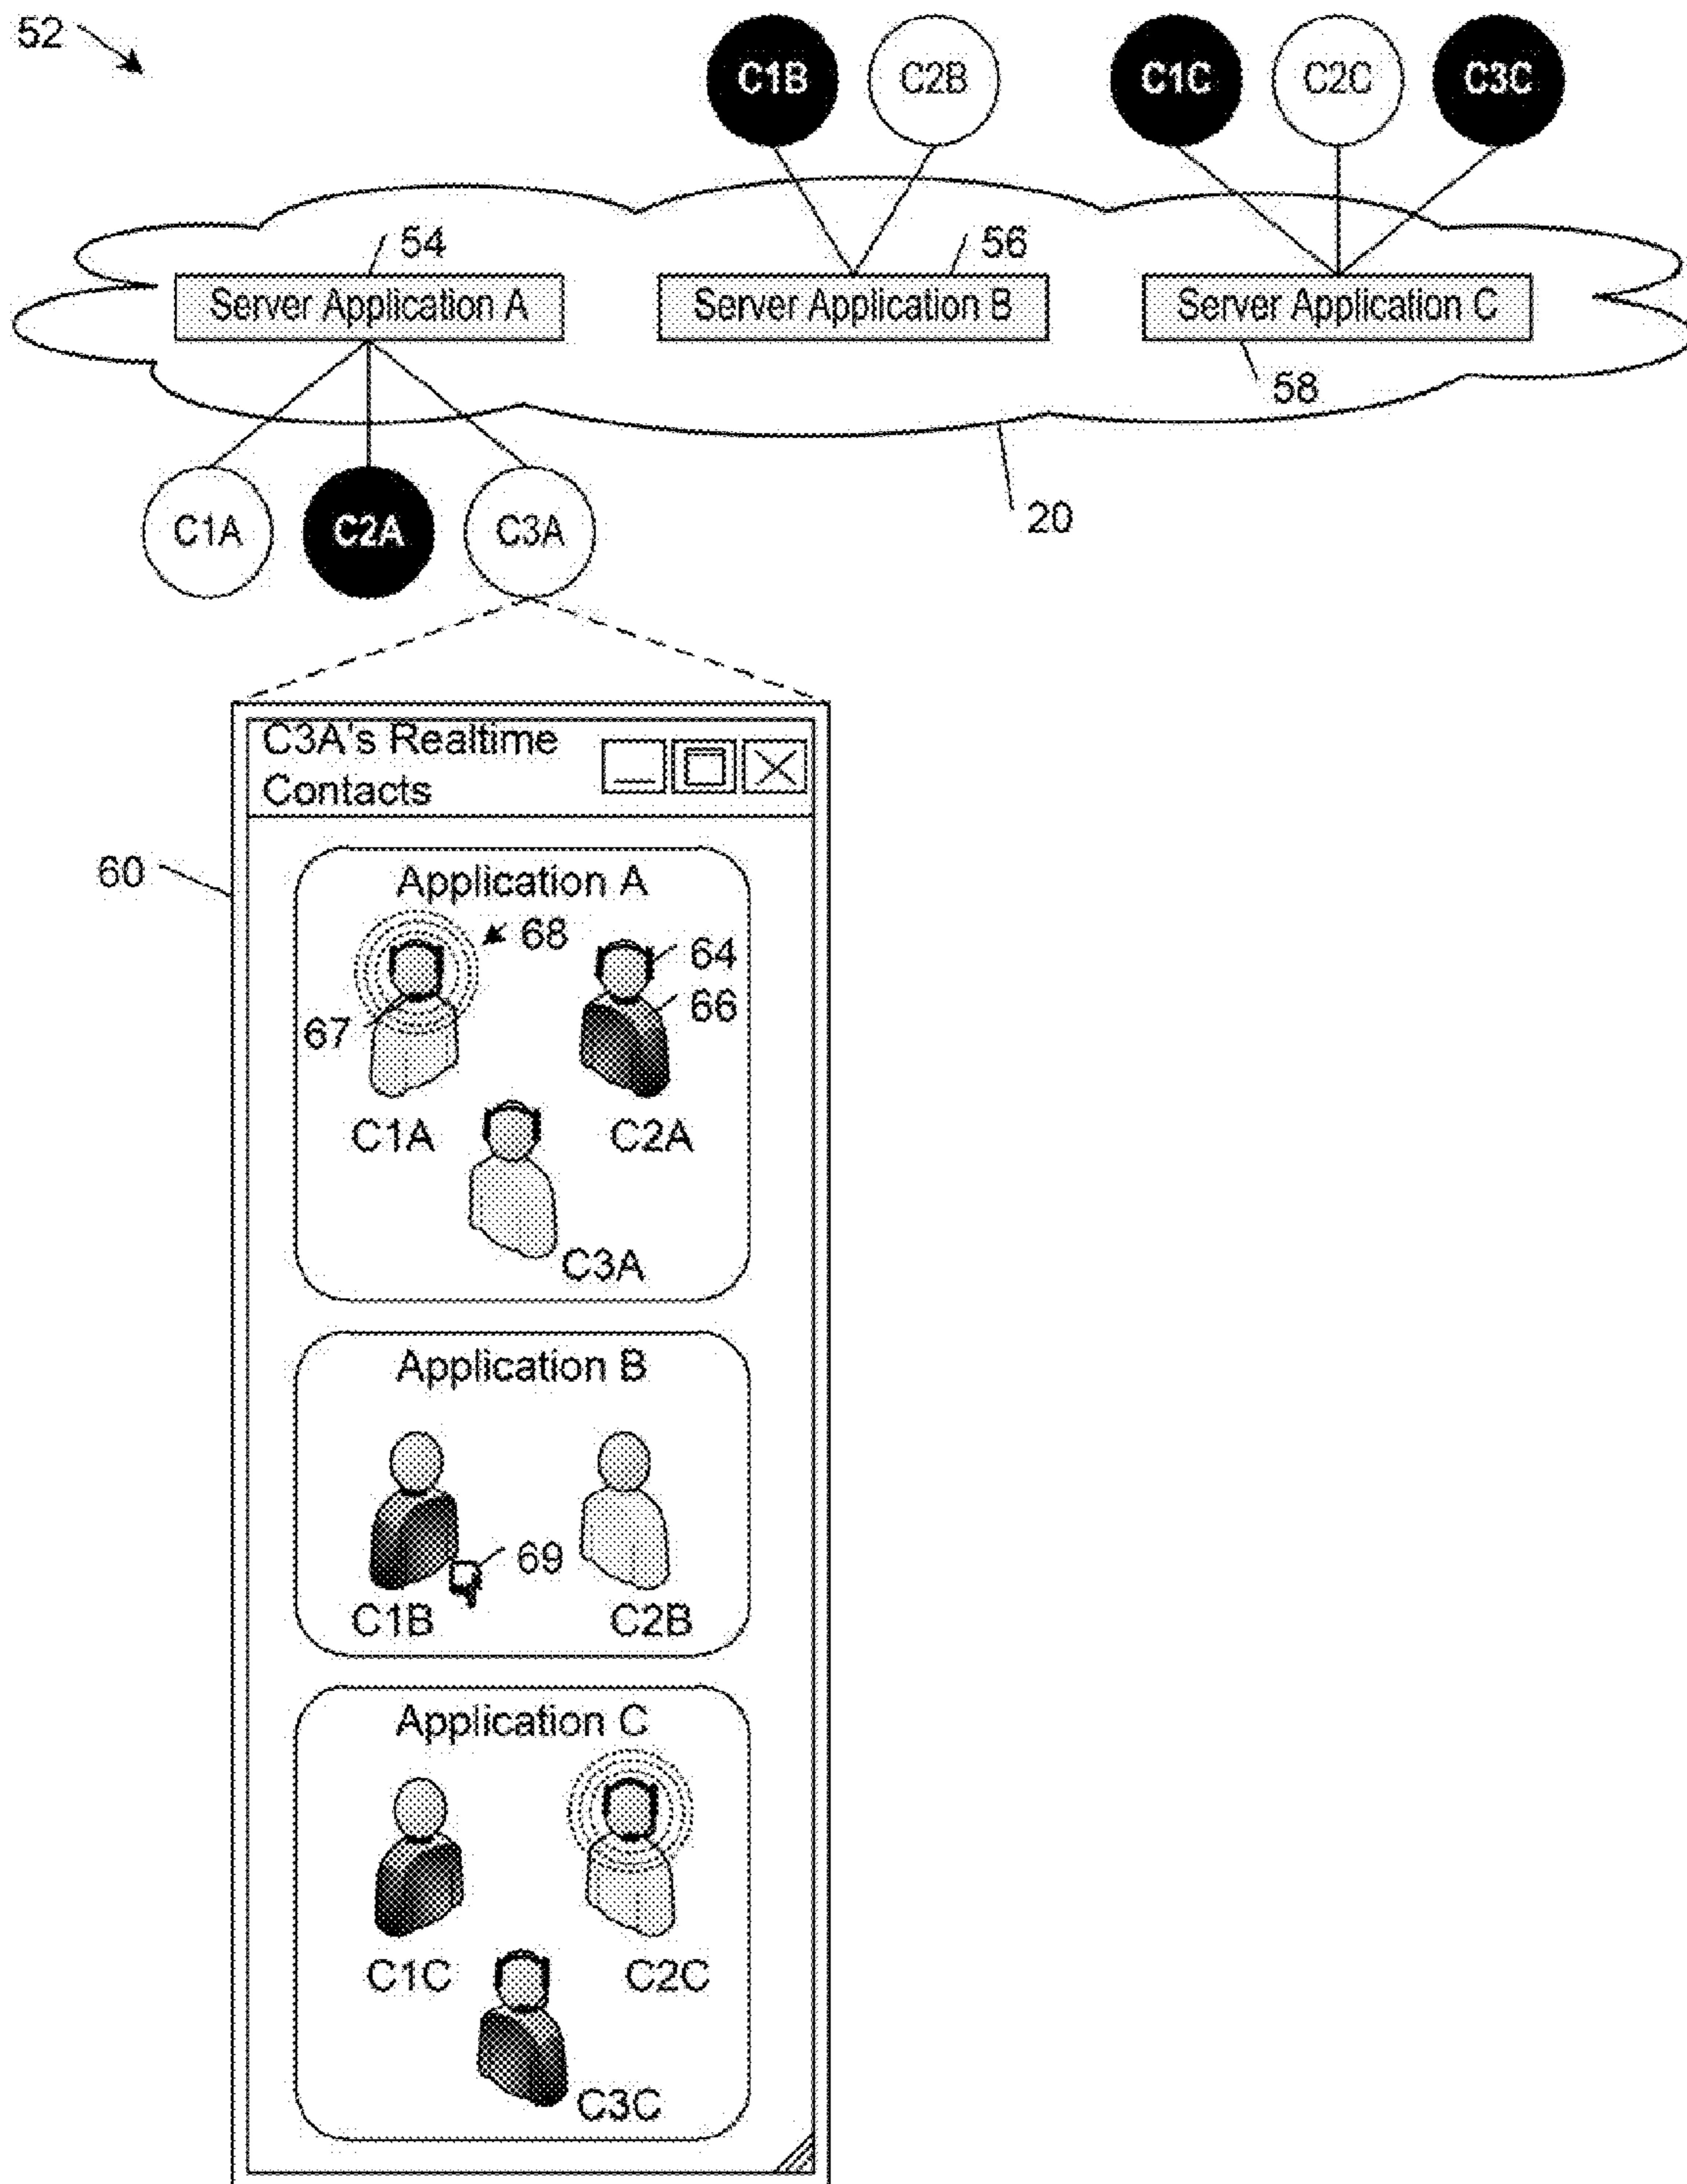 52
C1B
C2B
C1C
C2C
C3C
54
56
Server Application A
Server Application B
Server Application C
58
20
C1A
C2A
C3A
C3A's Realtime
Contacts
60
Application A
68
64
66
67
C1A
C2A
C3A
Application B
69
C1B
C2B
Application C
C1C
C2C
C3C